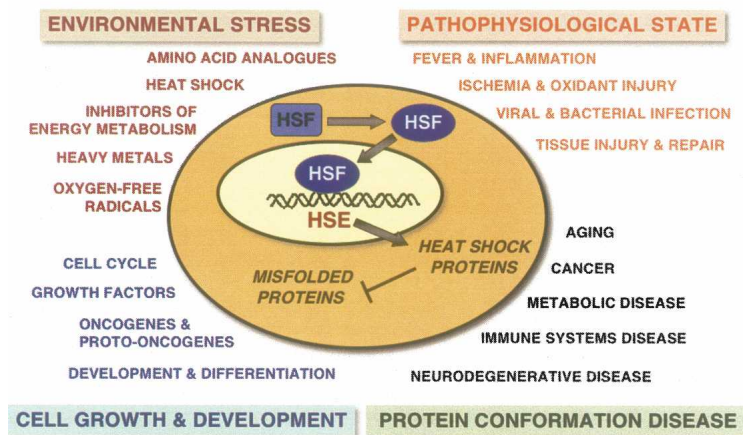 ENVIRONMENTAL STRESS
AMINO ACID ANALOGUES
HEAT SHOCK
INHIBITORS OF
ENERGY METABOLISM
HEAVY METALS
OXYGEN-FREE
RADICALS
PATHOPHYSIOLOGICAL STATE
FEVER & INFLAMMATION
ISCHEMIA & OXIDANT INJURY
VIRAL & BACTERIAL INFECTION
TISSUE INJURY & REPAIR
HSF
HSF
HSF
HSE
HEAT SHOCK
PROTEINS
MISFOLDED
PROTEINS
CELL CYCLE
GROWTH FACTORS
ONCOGENES &
PROTO-ONCOGENES
DEVELOPMENT & DIFFERENTIATION
CELL GROWTH & DEVELOPMENT
AGING
CANCER
METABOLIC DISEASE
IMMUNE SYSTEMS DISEASE
NEURODEGENERATIVE DISEASE
PROTEIN CONFORMATION DISEASE